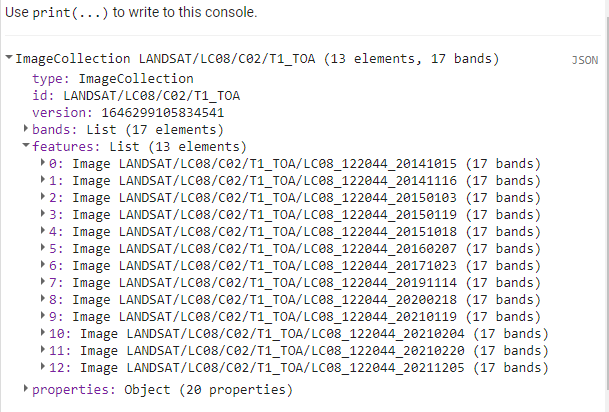 Use print(...) to write to this console.
ImageCollection LANDSAT/LC08/C02/T1_TOA (13 elements, 17 bands) JSON
type: ImageCollection
id: LANDSAT/LC08/C02/T1_TOA
version: 1646299105834541
bands: List (17 elements)
features: List (13 elements)
0: Image LANDSAT/LC08/C02/T1_TOA/LC08_122044_20141015 (17 bands)
1: Image LANDSAT/LC08/C02/T1_TOA/LC08_122044_20141116 (17 bands)
2: Image LANDSAT/LC08/C02/T1_TOA/LC08_122044_20150103 (17 bands)
3: Image LANDSAT/LC08/C02/T1_TOA/LC08_122044_20150119 (17 bands)
4: Image LANDSAT/LC08/C02/T1_TOA/LC08_122044_20151018 (17 bands)
5: Image LANDSAT/LC08/C02/T1_TOA/LC08_122044_20160207 (17 bands)
6: Image LANDSAT/LC08/C02/T1_TOA/LC08_122044_20171023 (17 bands)
7: Image LANDSAT/LC08/C02/T1_TOA/LC08_122044_20191114 (17 bands)
8: Image LANDSAT/LC08/C02/T1_TOA/LC08_122044_20200218 (17 bands)
9: Image LANDSAT/LC08/C02/T1_TOA/LC08_122044_20210119 (17 bands)
10: Image LANDSAT/LC08/C02/T1_TOA/LC08_122044_20210204 (17 bands)
11: Image LANDSAT/LC08/C02/T1_TOA/LC08_122044_20210220 (17 bands)
12: Image LANDSAT/LC08/C02/T1_TOA/LC08_122044_20211205 (17 bands)
properties: Object (20 properties)